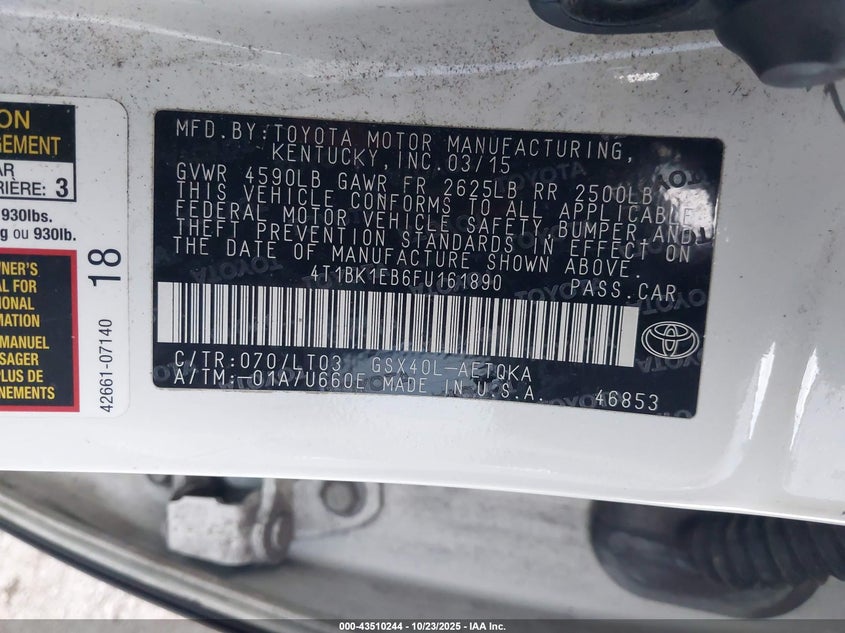 ON
GEMENT
AR
RIÈRE: 3
930lbs.
g ou 930lb.
WNER'S
AL FOR
IONAL
MATION
MANUEL
SSAGER
S DE
NEMENTS
18
42661-07140
MFD.BY:TOYOTA MOTOR MANUFACTURING,
KENTUCKY,INC.03/15
GVWR 4590LB GAWR FR 2625LB RR 2500LB
THIS VEHICLE CONFORMS TO ALL APPLICABLE
FEDERAL MOTOR VEHICLE SAFETY,BUMPER,AND
THEFT PREVENTION STANDARDS IN EFFECT ON
THE DATE OF MANUFACTURE SHOWN ABOVE.
4T1BK1EB6FU161890 PASS.CAR
C/TR:070/LT03 GSX40L-AETQKA
A/TM:-01A/U660E MADE IN U.S.A. 46853
000-43510244 - 10/23/2025 - IAA Inc.